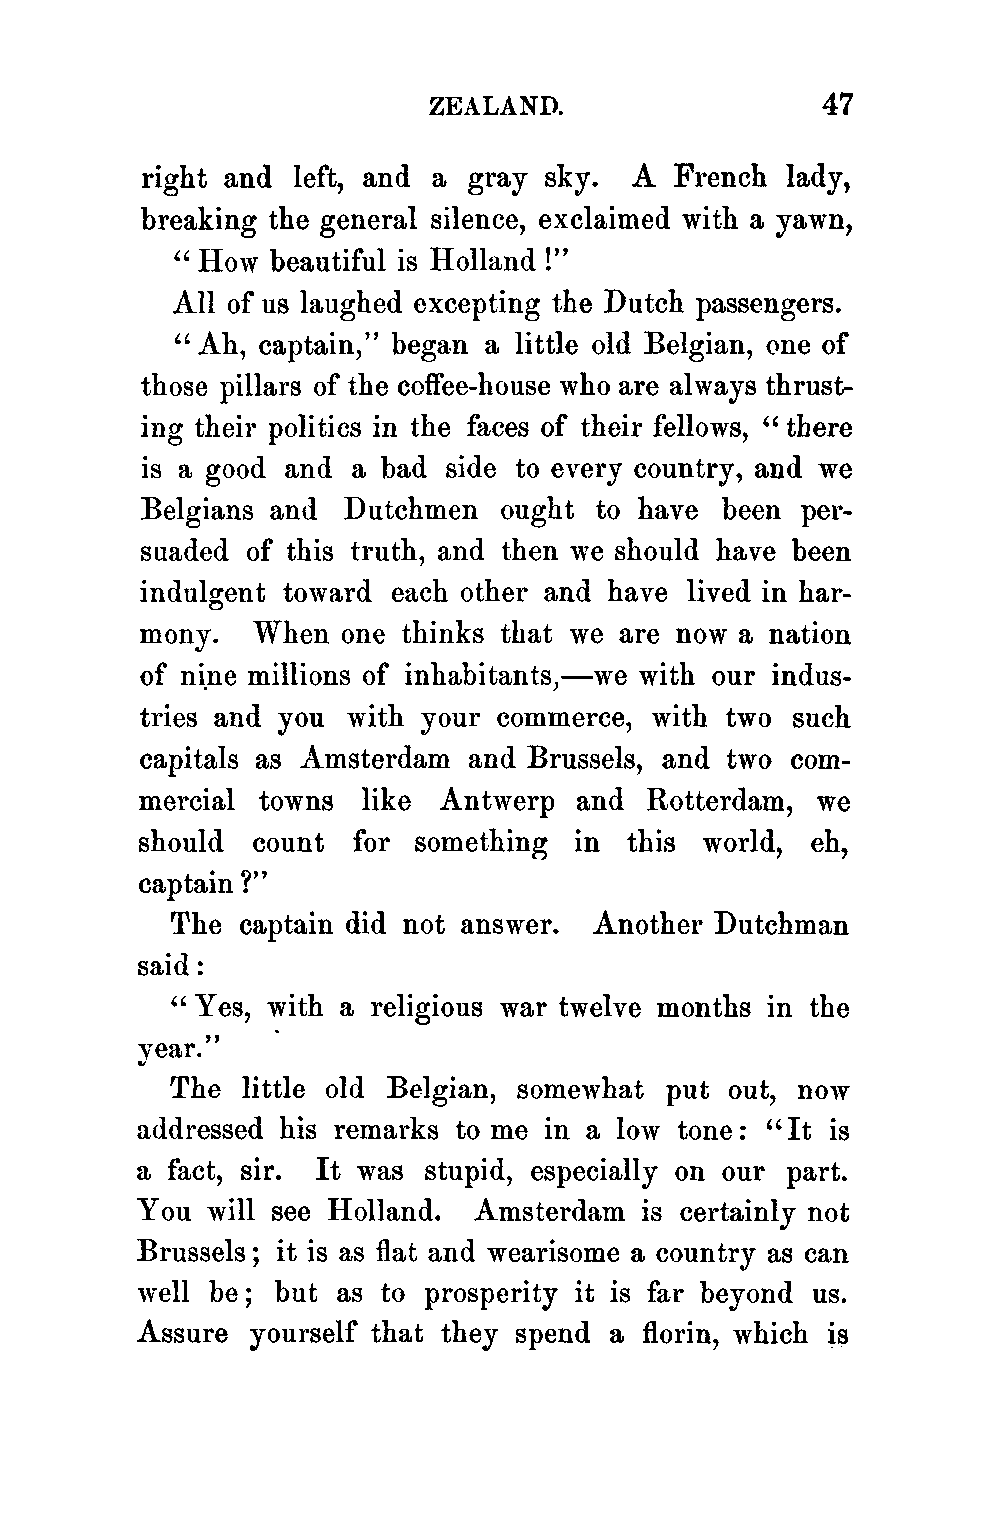 ZEALAND. 47
right and left, and a gray sky. A French lady,
breaking the general silence, exclaimed with a yawn,
“ How beautiful is Holland !”
All of us laughed excepting the Dutch passengers.
“ Ah, captain,” began a little old Belgian, one of
those pillars of the coffee-house who are always thrust-
ing their politics in the faces of their fellows, “ there
is a good and a bad side to every country, and we
Belgians and Dutchmen ought to have been per-
suaded of this truth, and then we should have been
indulgent toward each other and have lived in har-
mony. When one thinks that we are now a nation
of nine millions of inhabitants,—we with our indus-
tries and you with your commerce, with two such
capitals as Amsterdam and Brussels, and two com-
mercial towns like Antwerp and Rotterdam, we
should count for something in this world, eh,
captain ?”
The captain did not answer. Another Dutchman
said :
“ Yes, with a religious war twelve months in the
year.”
The little old Belgian, somewhat put out, now
addressed his remarks to me in a low tone: “It is
a fact, sir. It was stupid, especially on our part.
You will see Holland. Amsterdam is certainly not
Brussels; it is as flat and wearisome a country as can
well be; but as to prosperity it is far beyond us.
Assure yourself that they spend a florin, which is